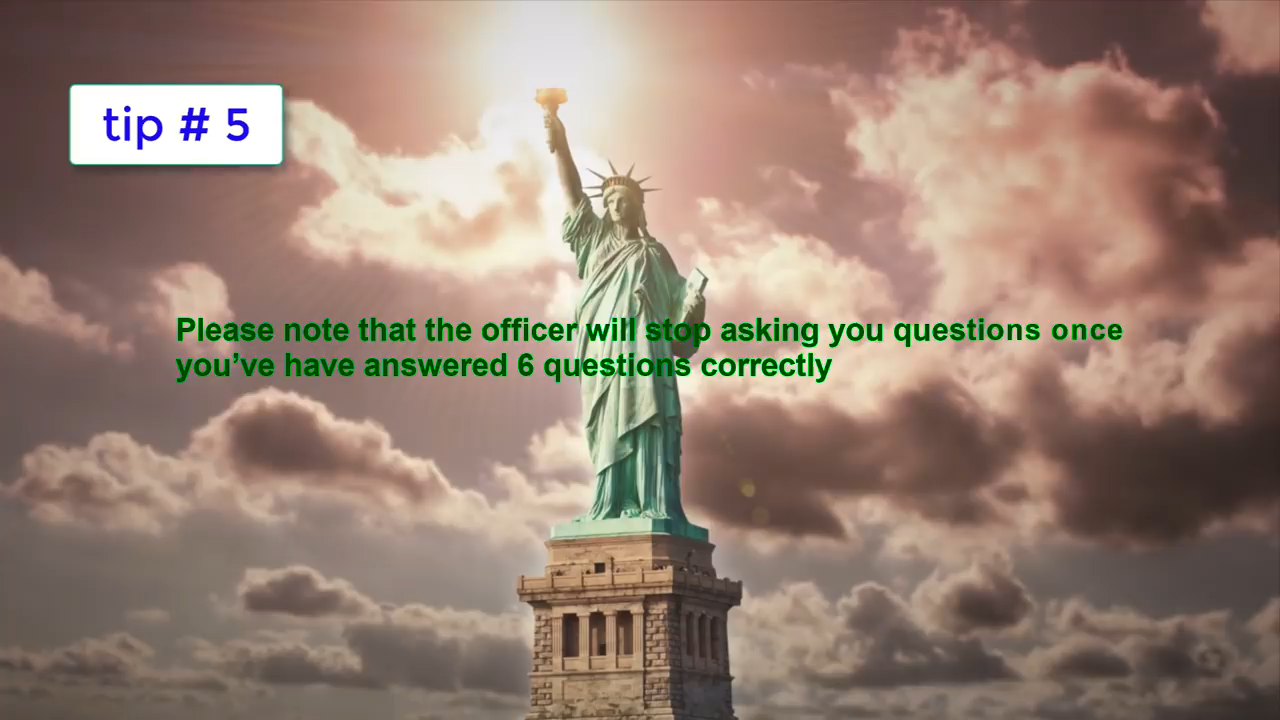 tip # 5
Please note that the officer will stop asking you questions once
you’ve have answered 6 questions correctly